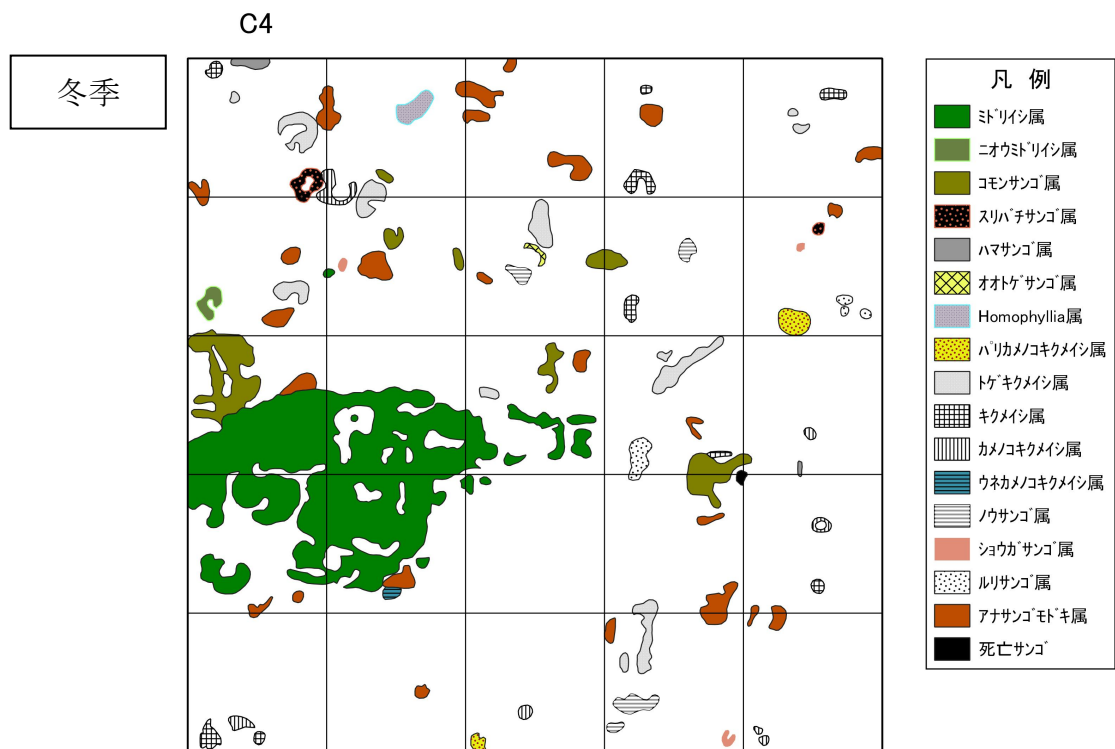 C4
冬季
凡 例
ミドリイシ属
ニオウミドリイシ属
コモンサンゴ属
スリバチサンゴ属
ハマサンゴ属
オオトゲサンゴ属
Homophyllia属
パリカメノコキクメイシ属
トゲキクメイシ属
キクメイシ属
カメノコキクメイシ属
ウネカメノコキクメイシ属
ノウサンゴ属
ショウガサンゴ属
ルリサンゴ属
アナサンゴモドキ属
死亡サンゴ